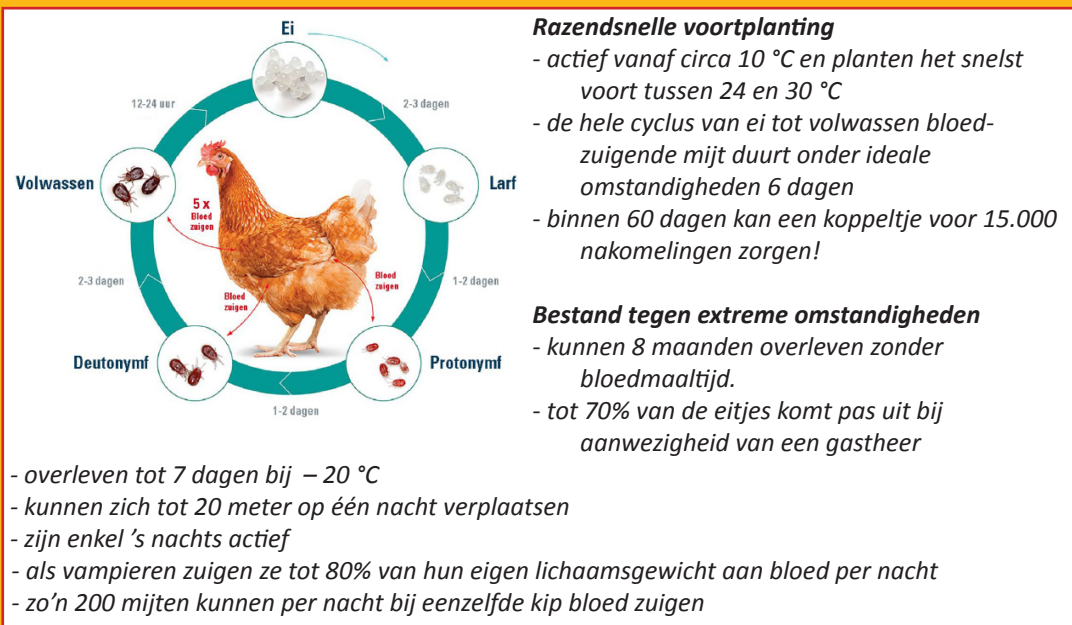 Ei
12-24 uur
2-3 dagen
Volwassen
Larf
5 x
Bloed
zuigen
2-3 dagen
1-2 dagen
Bloed
zuigen
Bloed
zuigen
Deutonymf
Protonymf
1-2 dagen
Razendsnelle voortplanting
- actief vanaf circa 10 °C en planten het snelst
voort tussen 24 en 30 °C
- de hele cyclus van ei tot volwassen bloed-
zuigende mijt duurt onder ideale
omstandigheden 6 dagen
- binnen 60 dagen kan een koppeltje voor 15.000
nakomelingen zorgen!
Bestand tegen extreme omstandigheden
- kunnen 8 maanden overleven zonder
bloedmaaltijd.
- tot 70% van de eitjes komt pas uit bij
aanwezigheid van een gastheer
- overleven tot 7 dagen bij – 20 °C
- kunnen zich tot 20 meter op één nacht verplaatsen
- zijn enkel ’s nachts actief
- als vampieren zuigen ze tot 80% van hun eigen lichaamsgewicht aan bloed per nacht
- zo’n 200 mijten kunnen per nacht bij eenzelfde kip bloed zuigen